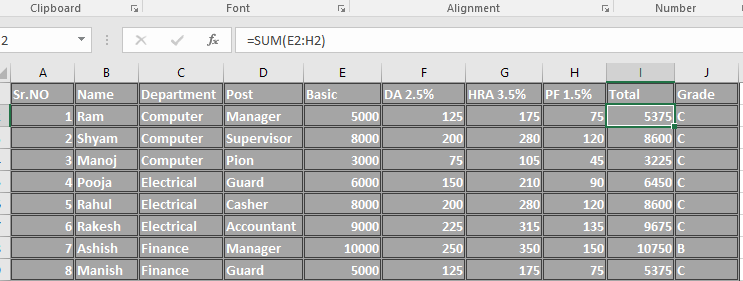 Clipboard Font Alignment Number
2 fx =SUM(E2:H2)
A B C D E F G H I J
Sr.NO Name Department Post Basic DA 2.5% HRA 3.5% PF 1.5% Total Grade
1 Ram Computer Manager 5000 125 175 75 5375 C
2 Shyam Computer Supervisor 8000 200 280 120 8600 C
3 Manoj Computer Pion 3000 75 105 45 3225 C
4 Pooja Electrical Guard 6000 150 210 90 6450 C
5 Rahul Electrical Casher 8000 200 280 120 8600 C
6 Rakesh Electrical Accountant 9000 225 315 135 9675 C
7 Ashish Finance Manager 10000 250 350 150 10750 B
8 Manish Finance Guard 5000 125 175 75 5375 C